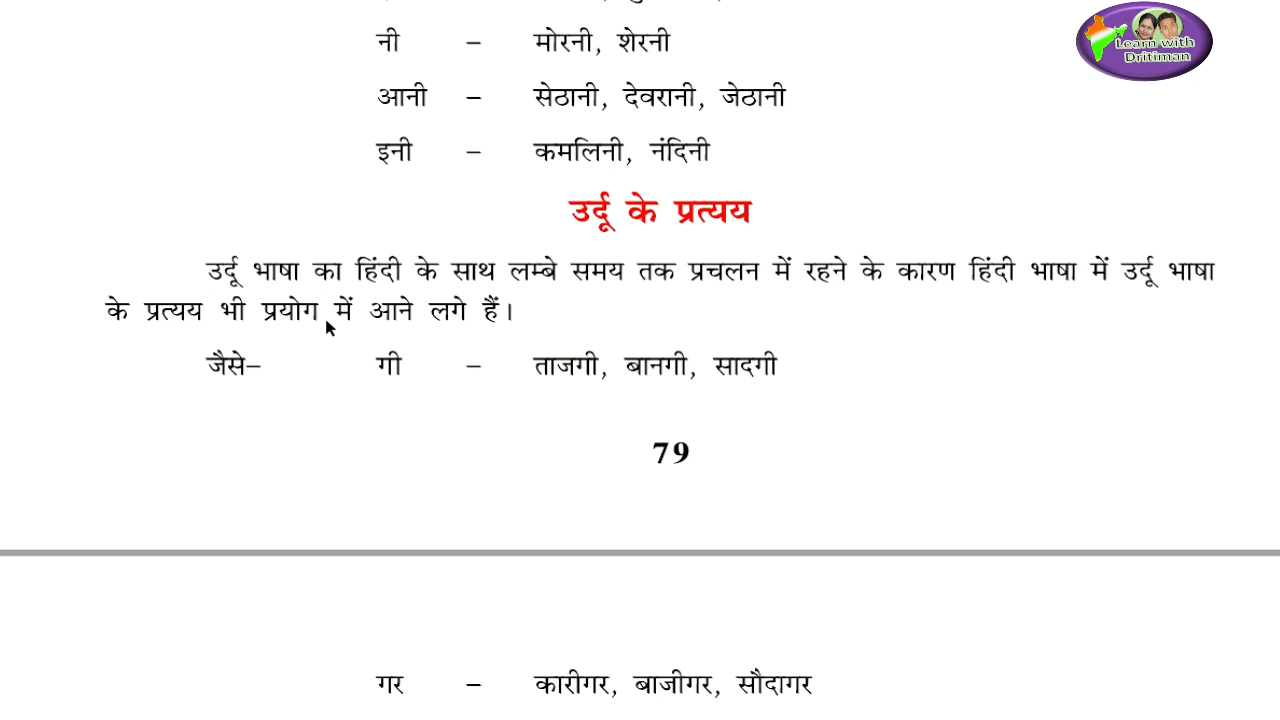 नी – मोरनी, शेरनी
Learn with
Dritiman
आनी – सेठानी, देवरानी, जेठानी
इनी – कमलिनी, नंदिनी
उर्दू के प्रत्यय
उर्दू भाषा का हिंदी के साथ लम्बे समय तक प्रचलन में रहने के कारण हिंदी भाषा में उर्दू भाषा
के प्रत्यय भी प्रयोग में आने लगे हैं।
जैसे– गी – ताजगी, बानगी, सादगी
79
गर – कारीगर, बाजीगर, सौदागर